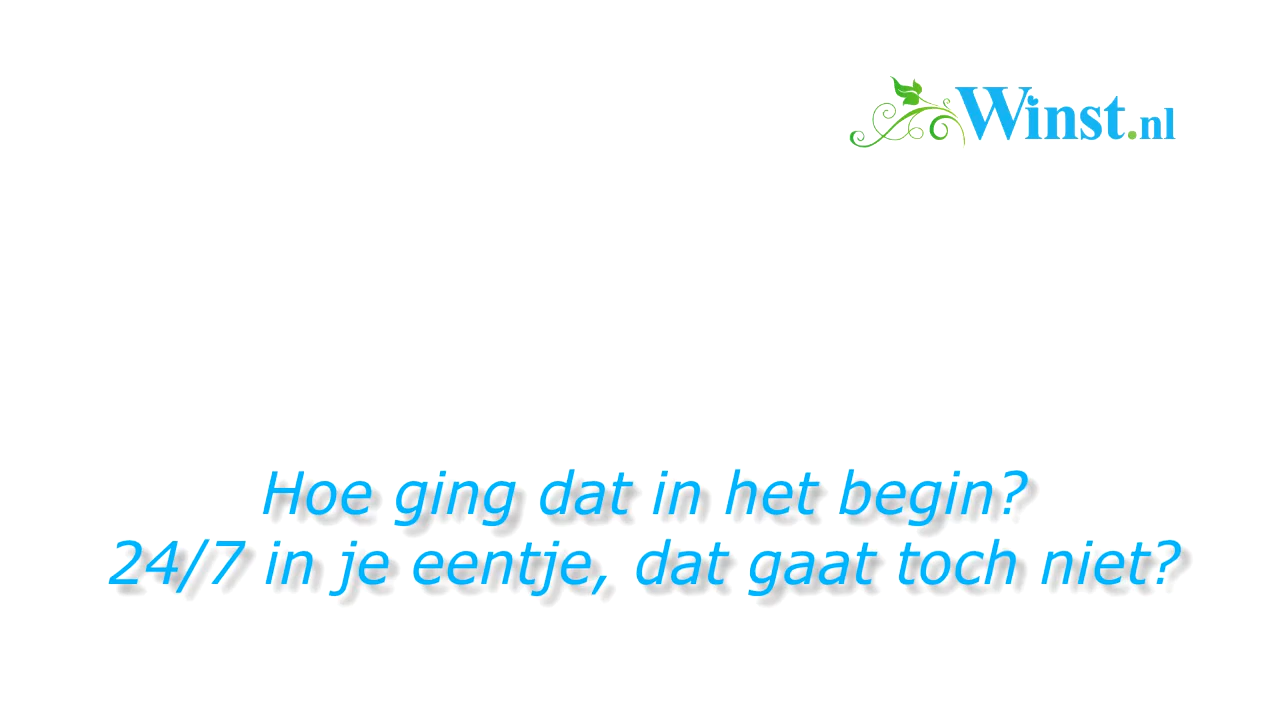 Winst.nl
Hoe ging dat in het begin?
24/7 in je eentje, dat gaat toch niet?